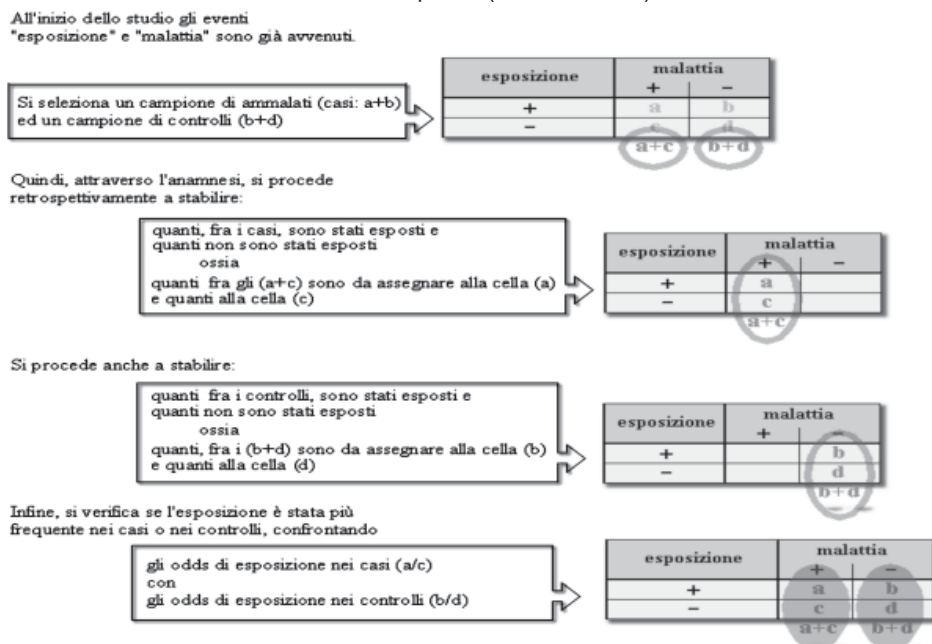 All'inizio dello studio gli eventi
"esposizione" e "malattia" sono già avvenuti.
Si seleziona un campione di ammalati (casi: a+b)
ed un campione di controlli (b+d)
esposizione malattia
+ −
+ a b
− c d
a+c b+d
Quindi, attraverso l'anamnesi, si procede
retrospettivamente a stabilire:
quanti, fra i casi, sono stati esposti e
quanti non sono stati esposti
ossia
quanti fra gli (a+c) sono da assegnare alla cella (a)
e quanti alla cella (c)
esposizione malattia
+ −
+ a
− c
a+c
Si procede anche a stabilire:
quanti fra i controlli, sono stati esposti e
quanti non sono stati esposti
ossia
quanti, fra i (b+d) sono da assegnare alla cella (b)
e quanti alla cella (d)
esposizione malattia
+ −
+ b
− d
b+d
Infine, si verifica se l'esposizione è stata più
frequente nei casi o nei controlli, confrontando
gli odds di esposizione nei casi (a/c)
con
gli odds di esposizione nei controlli (b/d)
esposizione malattia
+ −
+ a b
− c d
a+c b+d